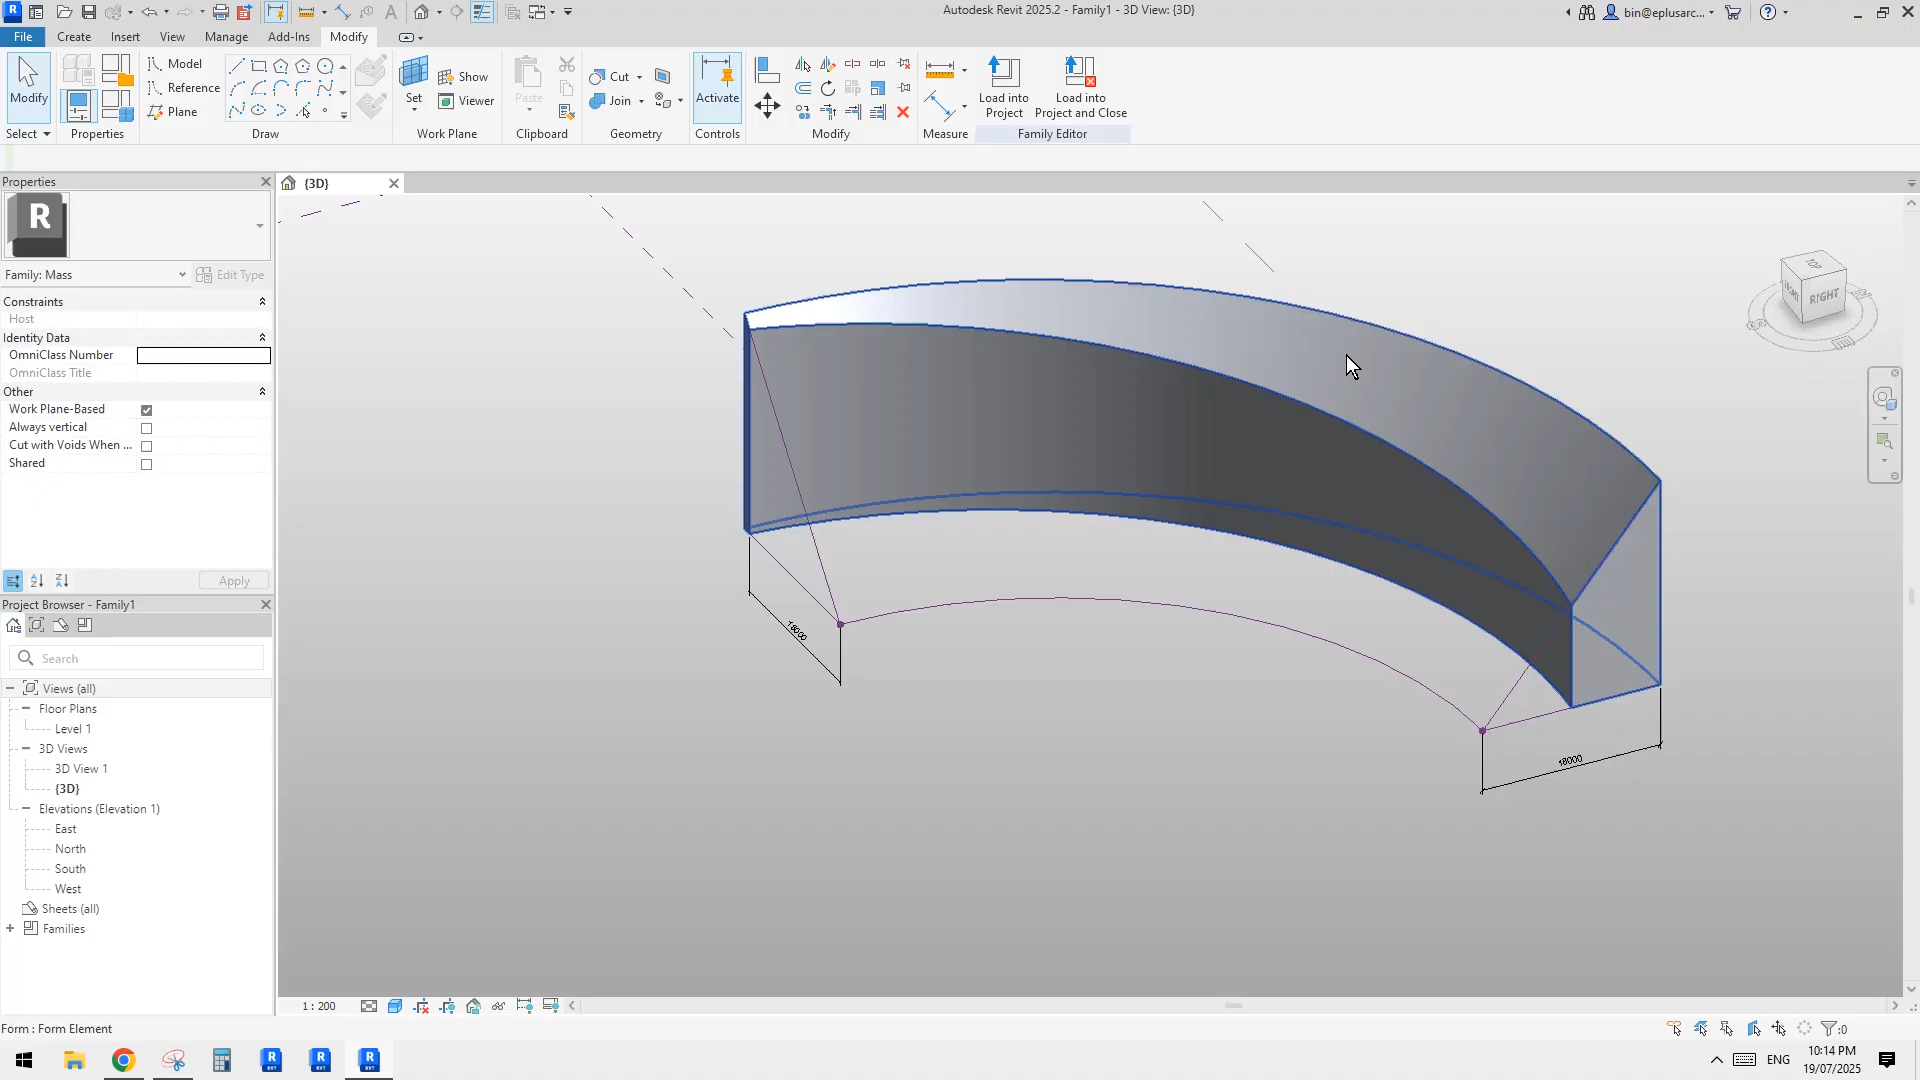 Autodesk Revit 2025.2 - Family1 - 3D View: {3D}
bin@eplusarc...
File
Create
Insert
View
Manage
Add-Ins
Modify
Modify
Select
Properties
Model
Reference
Plane
Draw
Set
Show
Viewer
Work Plane
Paste
Clipboard
Cut
Join
Geometry
Activate
Controls
Modify
Measure
Load into
Project
Load into
Project and Close
Family Editor
Properties
R
Family: Mass
Edit Type
Constraints
Host
Identity Data
OmniClass Number
OmniClass Title
Other
Work Plane-Based
Always vertical
Cut with Voids When ...
Shared
Apply
Project Browser - Family1
Search
Views (all)
Floor Plans
Level 1
3D Views
3D View 1
{3D}
Elevations (Elevation 1)
East
North
South
West
Sheets (all)
Families
{3D}
TOP
FRONT
RIGHT
18000
18000
1 : 200
Form : Form Element
:0
ENG
10:14 PM
19/07/2025